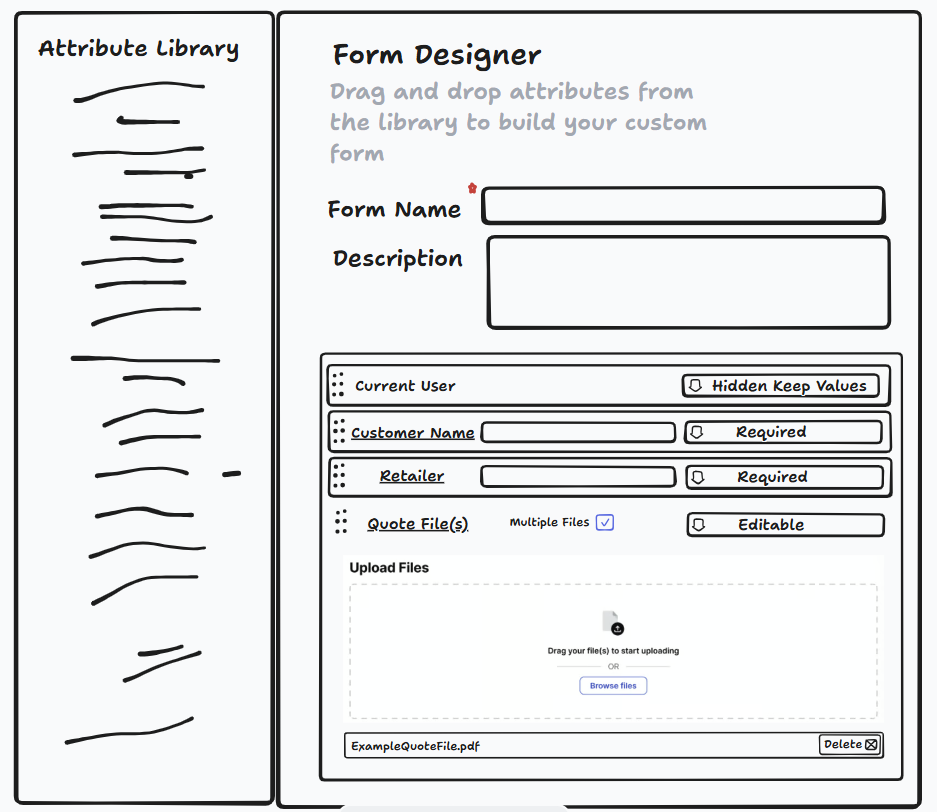 Attribute Library
Form Designer
Drag and drop attributes from
the library to build your custom
form
Form Name *
Description
Current User Hidden Keep Values
Customer Name Required
Retailer Required
Quote File(s) Multiple Files Editable
Upload Files
Drag your file(s) to start uploading
OR
Browse files
ExampleQuoteFile.pdf Delete